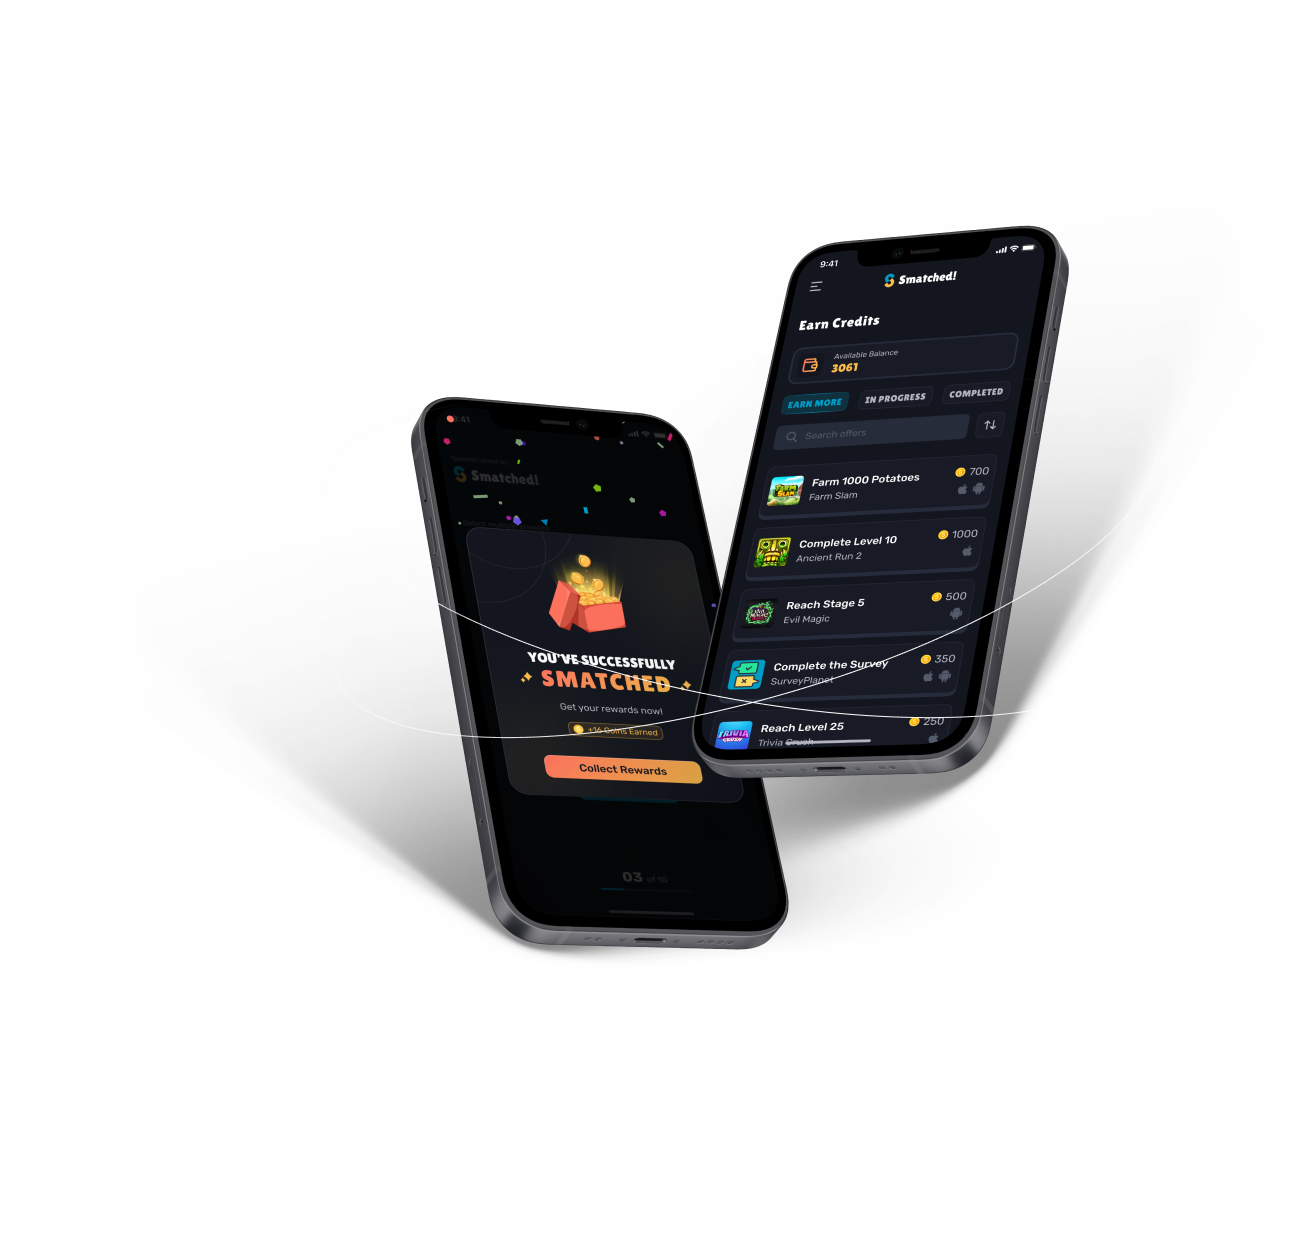 9:41
Smatched!
Earn Credits
Available Balance
3061
EARN MORE
IN PROGRESS
COMPLETED
Search offers
Farm 1000 Potatoes
Farm Slam
700
Complete Level 10
Ancient Run 2
1000
Reach Stage 5
Evil Magic
500
Complete the Survey
SurveyPlanet
350
TRIVIA
CRUSH
Reach Level 25
Trivia Crush
250
:41
Smatched!
YOU'VE SUCCESSFULLY
SMATCHED
Get your rewards now!
+16 Coins Earned
Collect Rewards
03 of 10